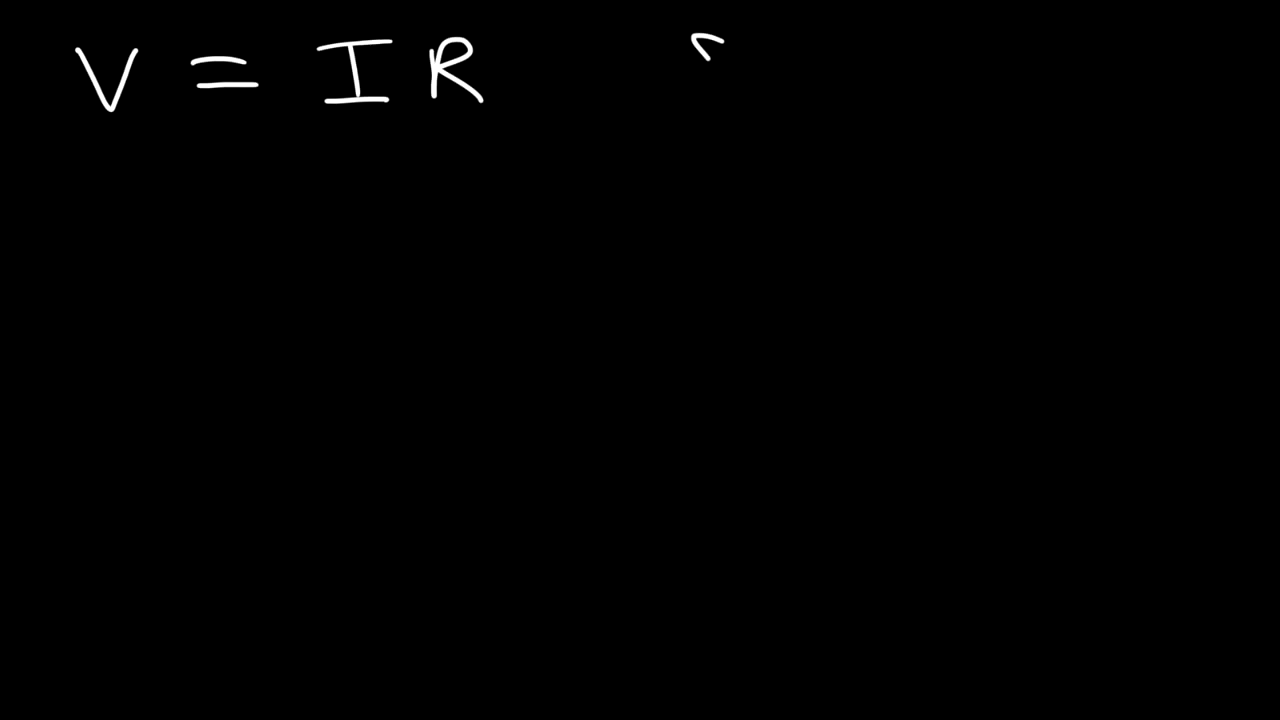 V = IR